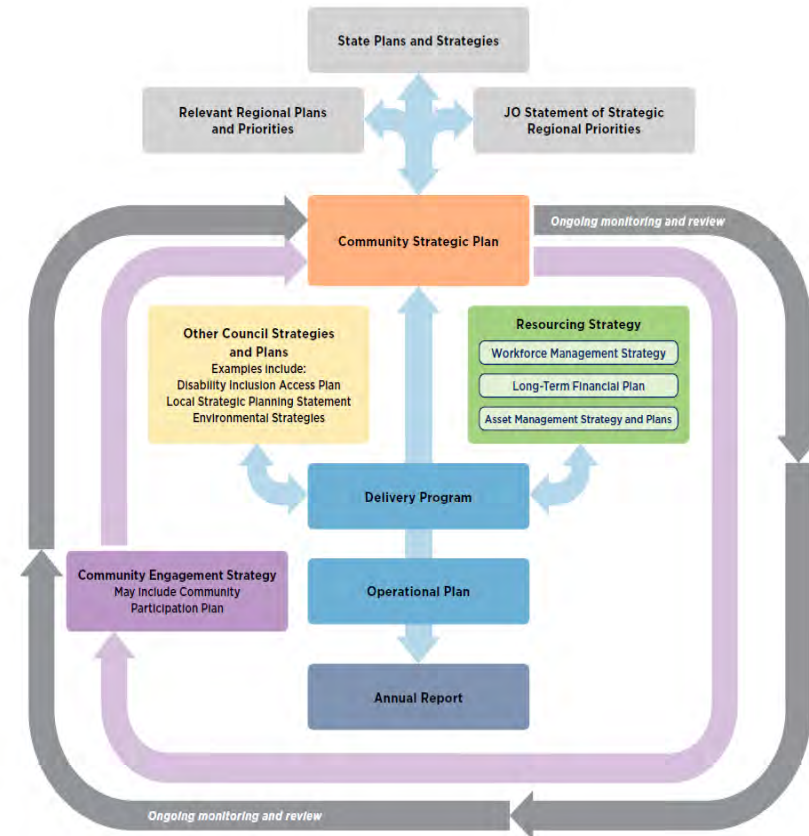 State Plans and Strategies
Relevant Regional Plans
and Priorities
JO Statement of Strategic
Regional Priorities
Community Strategic Plan
Ongoing monitoring and review
Other Council Strategies
and Plans
Examples include:
Disability Inclusion Access Plan
Local Strategic Planning Statement
Environmental Strategies
Resourcing Strategy
Workforce Management Strategy
Long-Term Financial Plan
Asset Management Strategy and Plans
Delivery Program
Community Engagement Strategy
May include Community
Participation Plan
Operational Plan
Annual Report
Ongoing monitoring and review